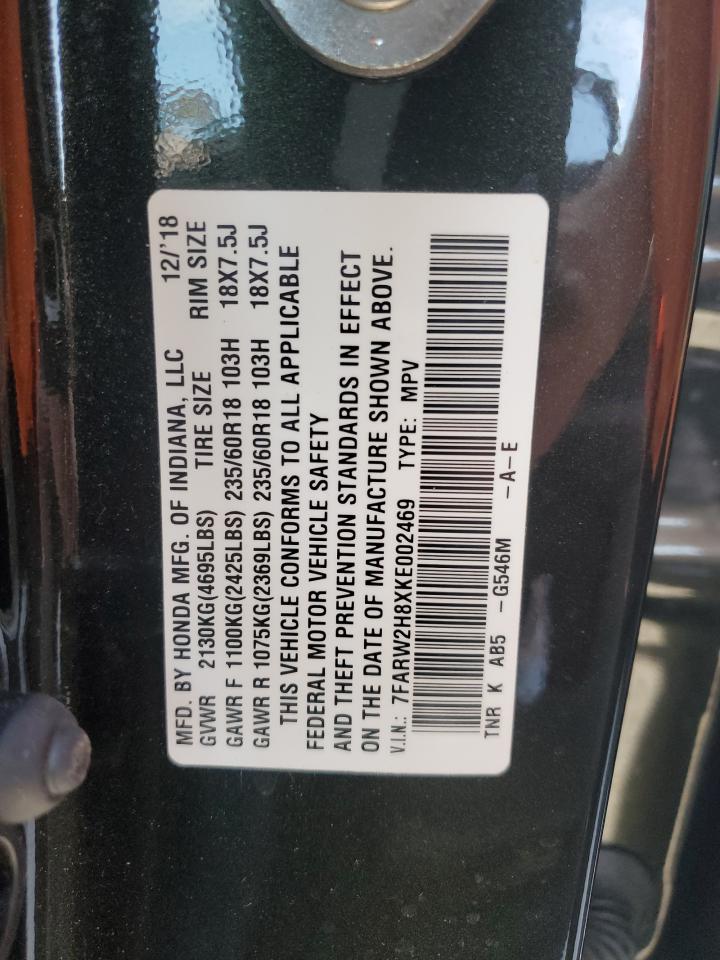 MFD. BY HONDA MFG. OF INDIANA, LLC 12/'18
GVWR 2130KG(4695LBS) TIRE SIZE RIM SIZE
GAWR F 1100KG(2425LBS) 235/60R18 103H 18X7.5J
GAWR R 1075KG(2369LBS) 235/60R18 103H 18X7.5J
THIS VEHICLE CONFORMS TO ALL APPLICABLE
FEDERAL MOTOR VEHICLE SAFETY
AND THEFT PREVENTION STANDARDS IN EFFECT
ON THE DATE OF MANUFACTURE SHOWN ABOVE.
V.I.N.: 7FARW2H8XKE002469 TYPE: MPV
TNR K AB5 -G546M -A-E